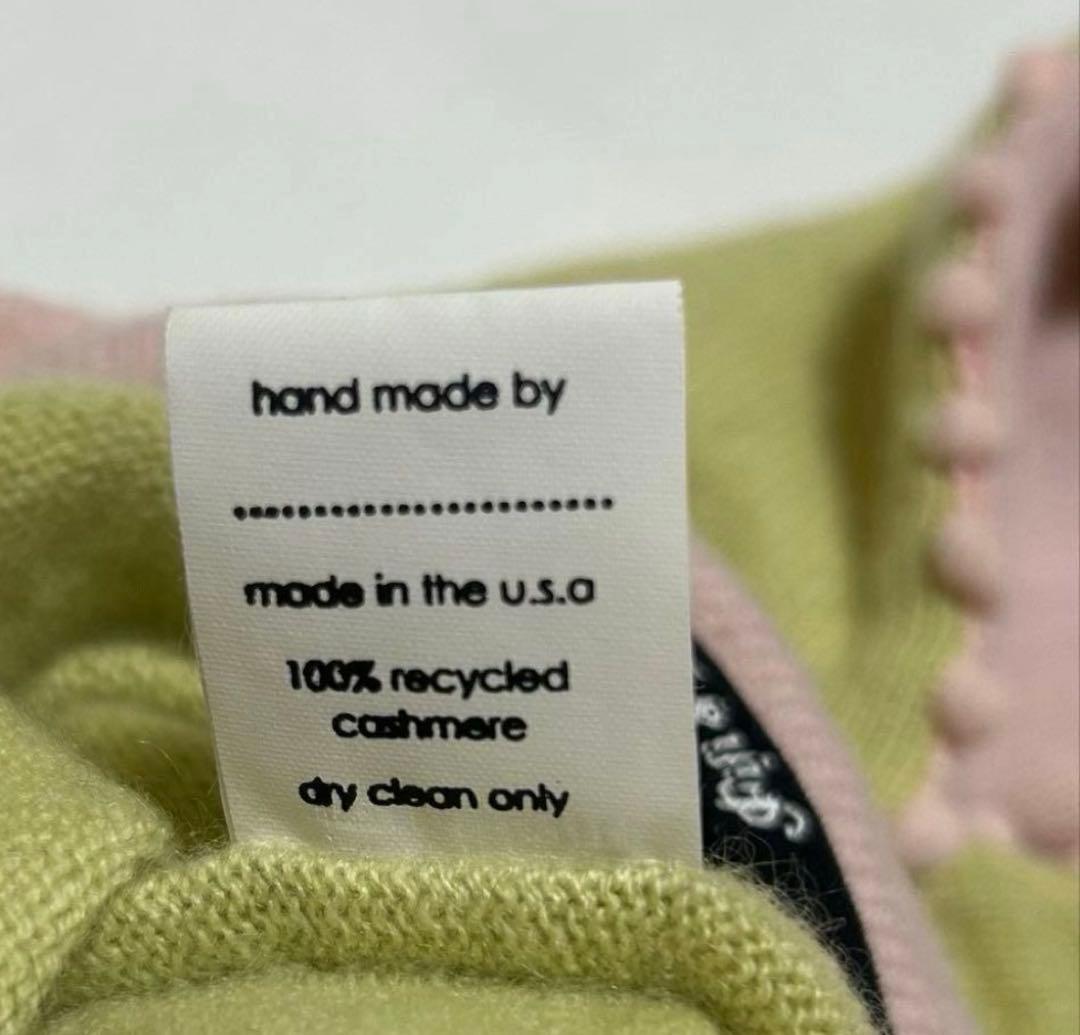 hand made by
.......................
made in the u.s.a
100% recycled
cashmere
dry clean only